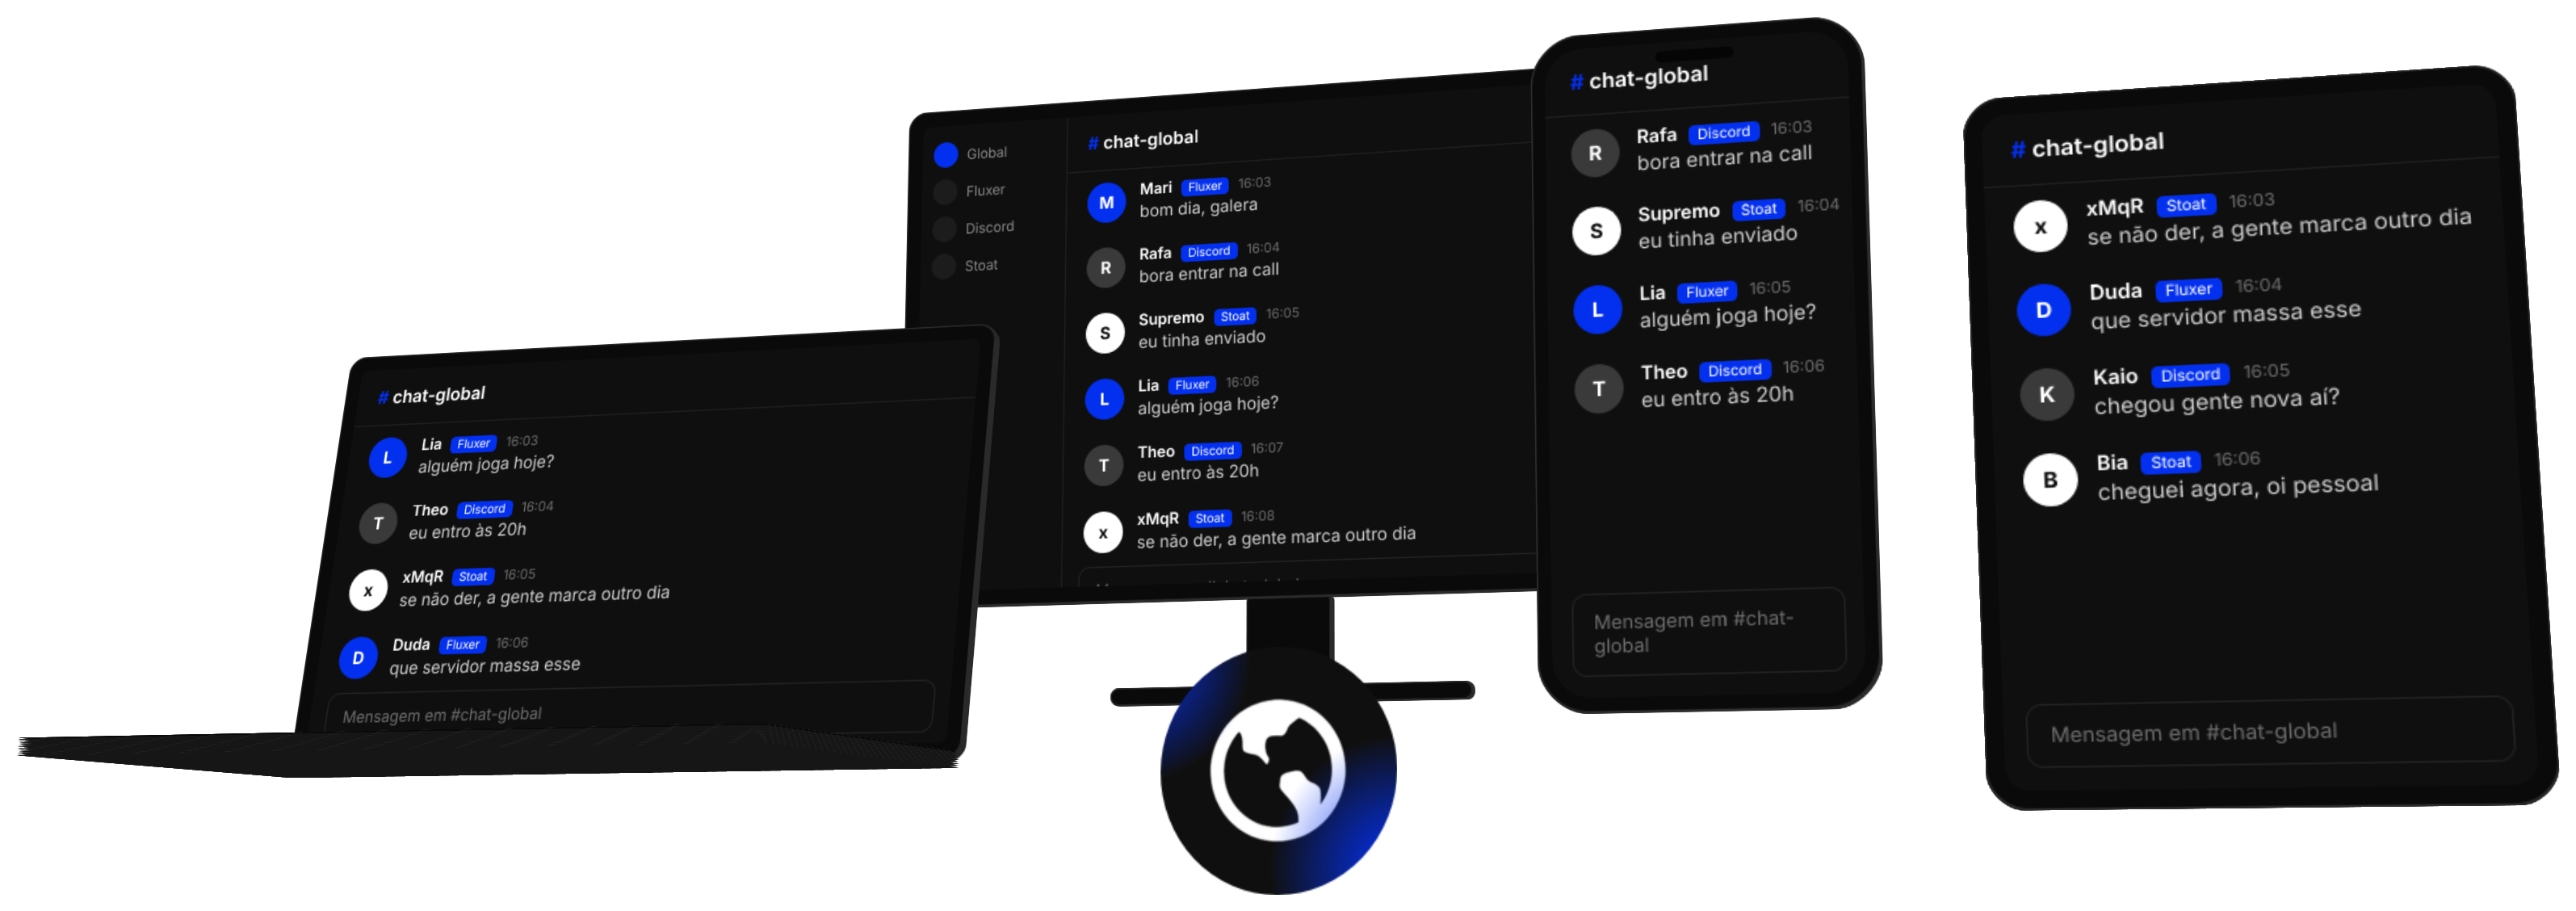 # chat-global
L
Lia Fluxer 16:03
alguém joga hoje?
T
Theo Discord 16:04
eu entro às 20h
x
xMqR Stoat 16:05
se não der, a gente marca outro dia
D
Duda Fluxer 16:06
que servidor massa esse
Mensagem em #chat-global
Global
Fluxer
Discord
Stoat
# chat-global
M
Mari Fluxer 16:03
bom dia, galera
R
Rafa Discord 16:04
bora entrar na call
S
Supremo Stoat 16:05
eu tinha enviado
L
Lia Fluxer 16:06
alguém joga hoje?
T
Theo Discord 16:07
eu entro às 20h
x
xMqR Stoat 16:08
se não der, a gente marca outro dia
# chat-global
R
Rafa Discord 16:03
bora entrar na call
S
Supremo Stoat 16:04
eu tinha enviado
L
Lia Fluxer 16:05
alguém joga hoje?
T
Theo Discord 16:06
eu entro às 20h
Mensagem em #chat-
global
# chat-global
x
xMqR Stoat 16:03
se não der, a gente marca outro dia
D
Duda Fluxer 16:04
que servidor massa esse
K
Kaio Discord 16:05
chegou gente nova aí?
B
Bia Stoat 16:06
cheguei agora, oi pessoal
Mensagem em #chat-global